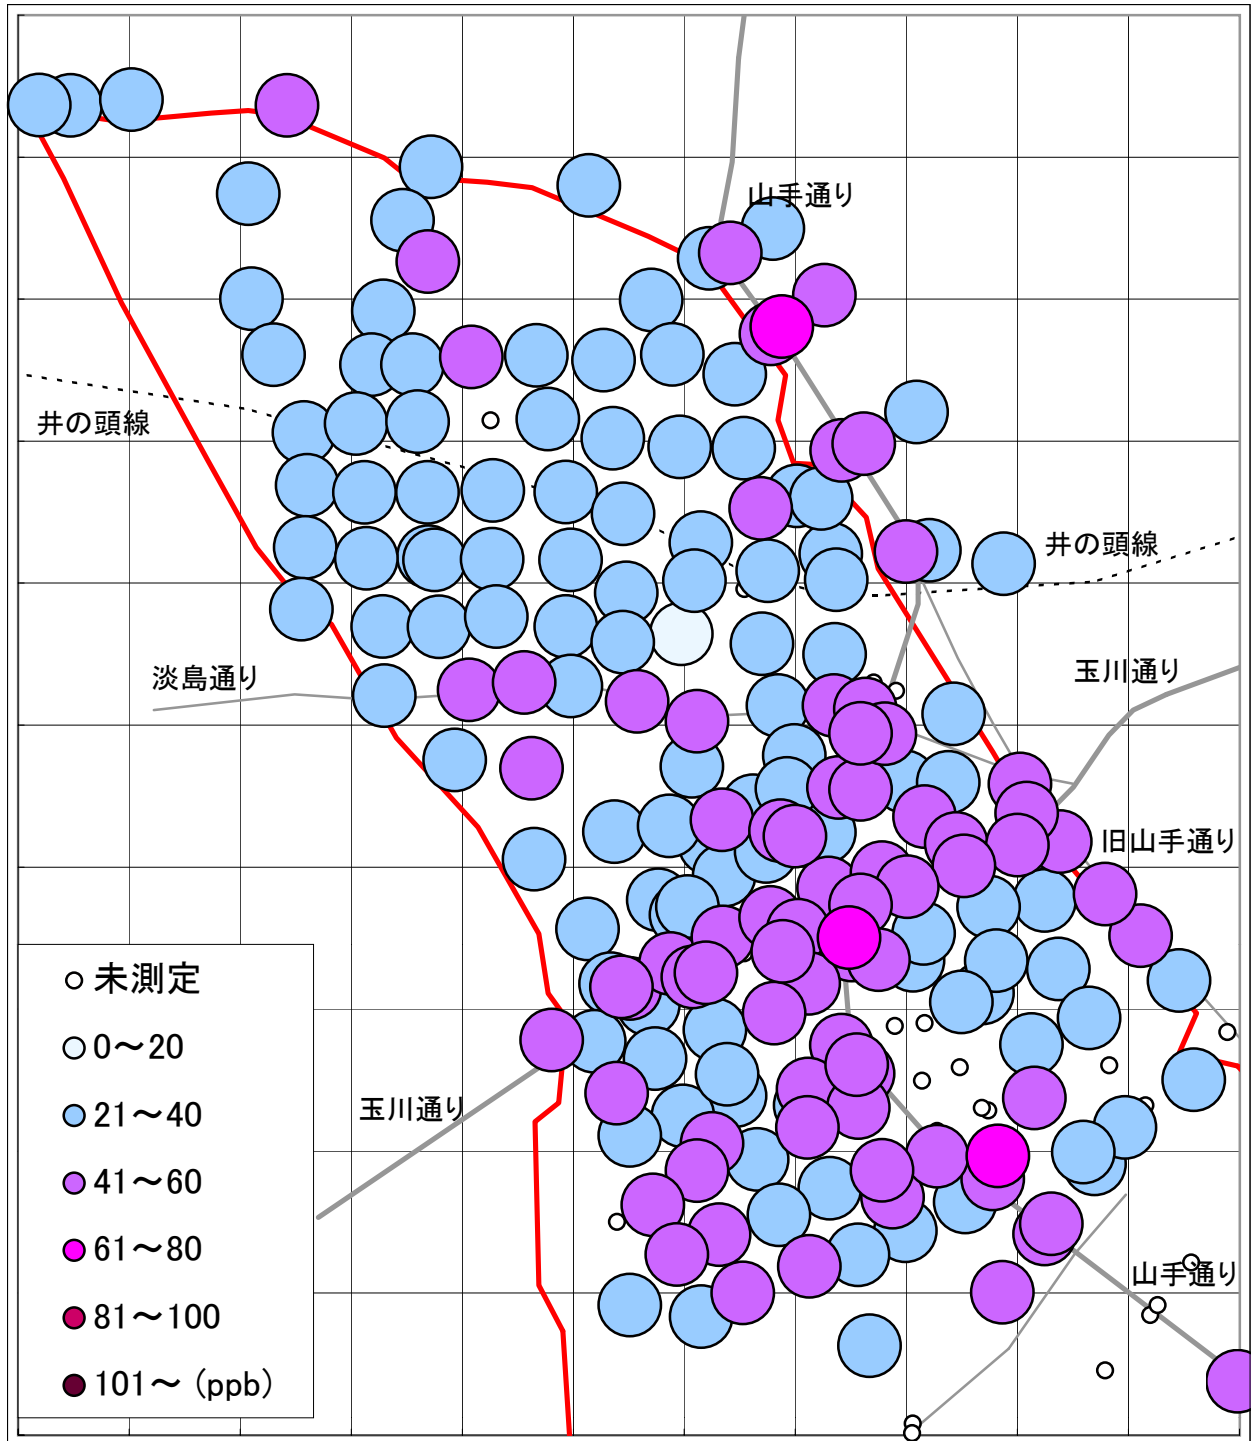 山手通り
井の頭線
井の頭線
淡島通り
玉川通り
旧山手通り
未測定
0～20
21～40
玉川通り
41～60
61～80
山手通り
81～100
101～ (ppb)